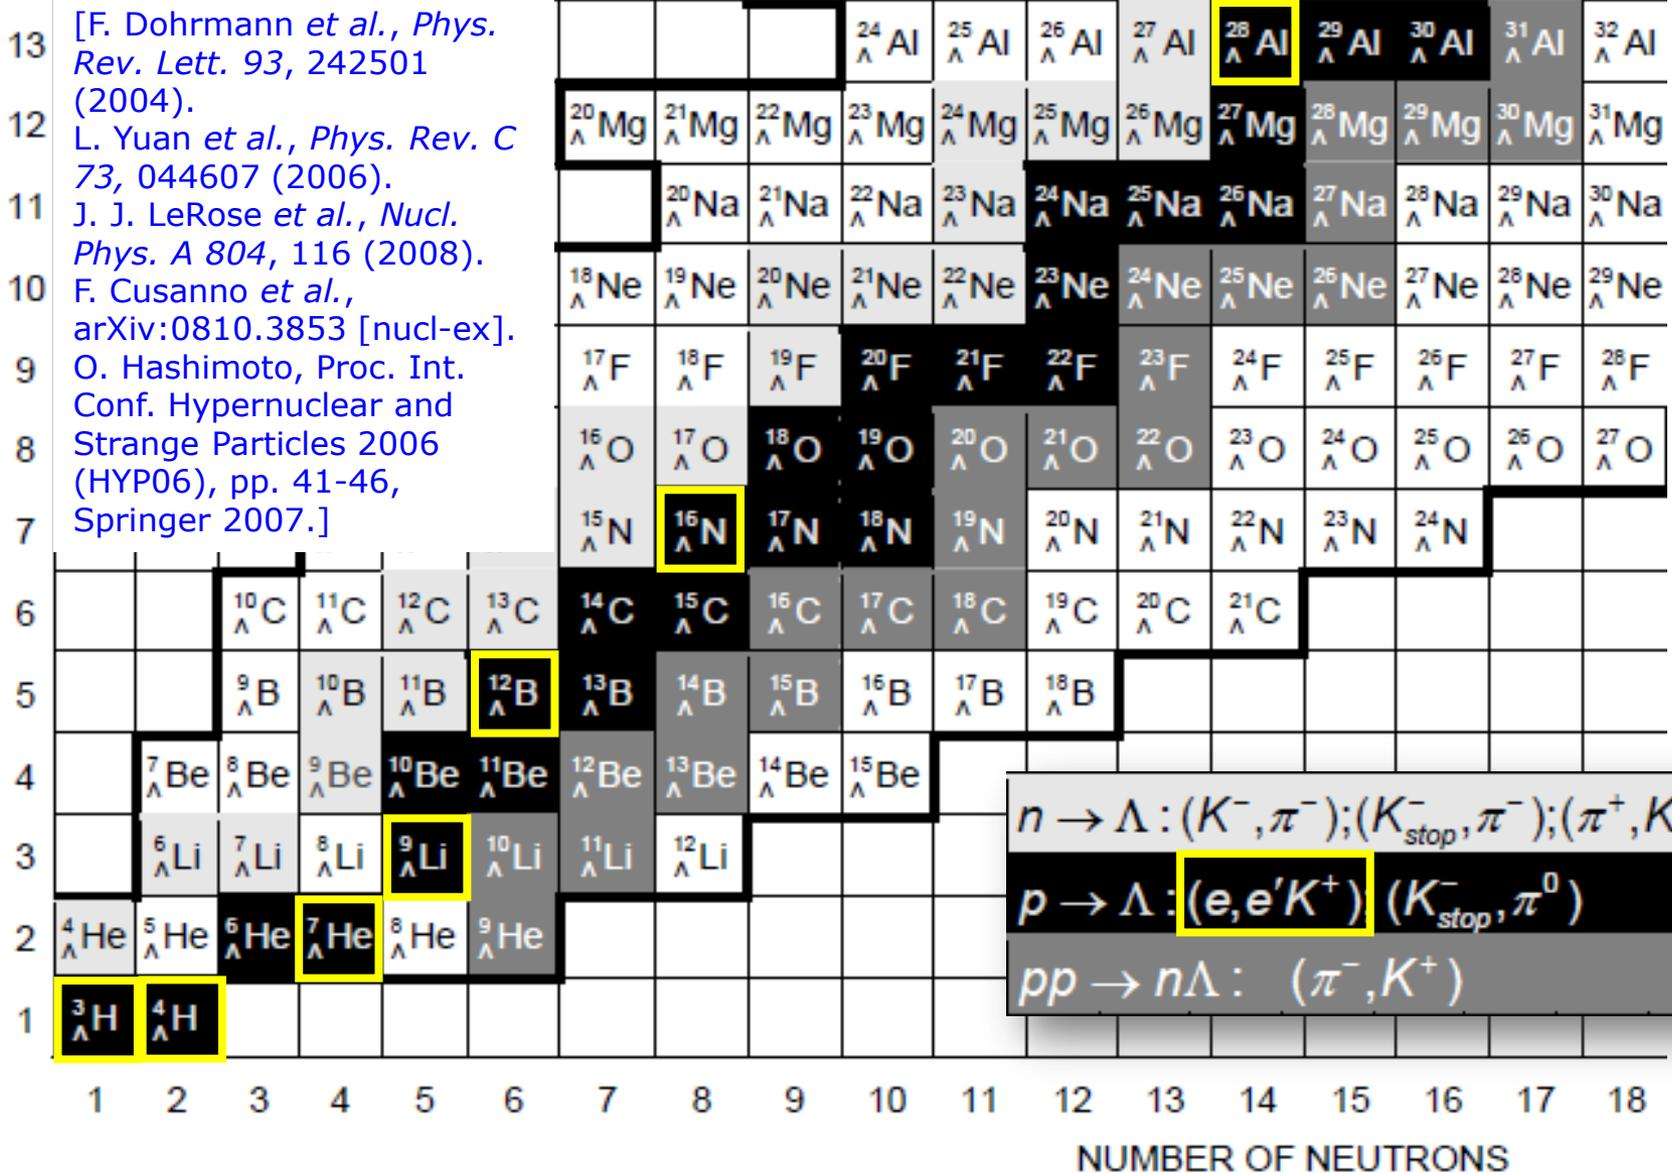 [F. Dohrmann et al., Phys.
Rev. Lett. 93, 242501
(2004).
L. Yuan et al., Phys. Rev. C
73, 044607 (2006).
J. J. LeRose et al., Nucl.
Phys. A 804, 116 (2008).
F. Cusanno et al.,
arXiv:0810.3853 [nucl-ex].
O. Hashimoto, Proc. Int.
Conf. Hypernuclear and
Strange Particles 2006
(HYP06), pp. 41-46,
Springer 2007.]
13 ²⁴ΛAl ²⁵ΛAl ²⁶ΛAl ²⁷ΛAl ²⁸ΛAl ²⁹ΛAl ³⁰ΛAl ³¹ΛAl ³²ΛAl
12 ²⁰ΛMg ²¹ΛMg ²²ΛMg ²³ΛMg ²⁴ΛMg ²⁵ΛMg ²⁶ΛMg ²⁷ΛMg ²⁸ΛMg ²⁹ΛMg ³⁰ΛMg ³¹ΛMg
11 ²⁰ΛNa ²¹ΛNa ²²ΛNa ²³ΛNa ²⁴ΛNa ²⁵ΛNa ²⁶ΛNa ²⁷ΛNa ²⁸ΛNa ²⁹ΛNa ³⁰ΛNa
10 ¹⁸ΛNe ¹⁹ΛNe ²⁰ΛNe ²¹ΛNe ²²ΛNe ²³ΛNe ²⁴ΛNe ²⁵ΛNe ²⁶ΛNe ²⁷ΛNe ²⁸ΛNe ²⁹ΛNe
9 ¹⁷ΛF ¹⁸ΛF ¹⁹ΛF ²⁰ΛF ²¹ΛF ²²ΛF ²³ΛF ²⁴ΛF ²⁵ΛF ²⁶ΛF ²⁷ΛF ²⁸ΛF
8 ¹⁶ΛO ¹⁷ΛO ¹⁸ΛO ¹⁹ΛO ²⁰ΛO ²¹ΛO ²²ΛO ²³ΛO ²⁴ΛO ²⁵ΛO ²⁶ΛO ²⁷ΛO
7 ¹⁵ΛN ¹⁶ΛN ¹⁷ΛN ¹⁸ΛN ¹⁹ΛN ²⁰ΛN ²¹ΛN ²²ΛN ²³ΛN ²⁴ΛN
6 ¹⁰ΛC ¹¹ΛC ¹²ΛC ¹³ΛC ¹⁴ΛC ¹⁵ΛC ¹⁶ΛC ¹⁷ΛC ¹⁸ΛC ¹⁹ΛC ²⁰ΛC ²¹ΛC
5 ⁹ΛB ¹⁰ΛB ¹¹ΛB ¹²ΛB ¹³ΛB ¹⁴ΛB ¹⁵ΛB ¹⁶ΛB ¹⁷ΛB ¹⁸ΛB
4 ⁷ΛBe ⁸ΛBe ⁹ΛBe ¹⁰ΛBe ¹¹ΛBe ¹²ΛBe ¹³ΛBe ¹⁴ΛBe ¹⁵ΛBe
3 ⁶ΛLi ⁷ΛLi ⁸ΛLi ⁹ΛLi ¹⁰ΛLi ¹¹ΛLi ¹²ΛLi
2 ⁴ΛHe ⁵ΛHe ⁶ΛHe ⁷ΛHe ⁸ΛHe ⁹ΛHe
1 ³ΛH ⁴ΛH
n → Λ : (K⁻,π⁻);(K⁻stop,π⁻);(π⁺,K
p → Λ : (e,e′K⁺); (K⁻stop,π⁰)
pp → nΛ : (π⁻,K⁺)
1 2 3 4 5 6 7 8 9 10 11 12 13 14 15 16 17 18
NUMBER OF NEUTRONS